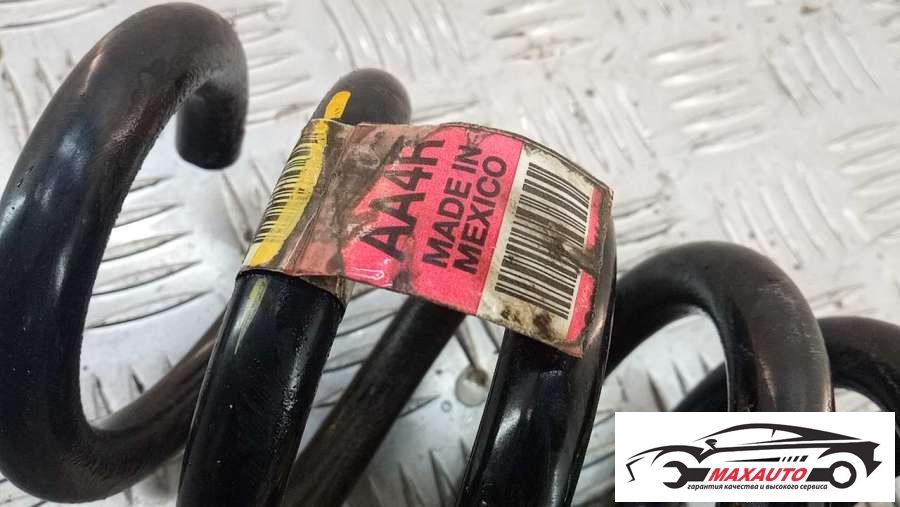 AA4R
MADE IN
MEXICO
MAXAUTO
гарантия качества и высокого сервиса